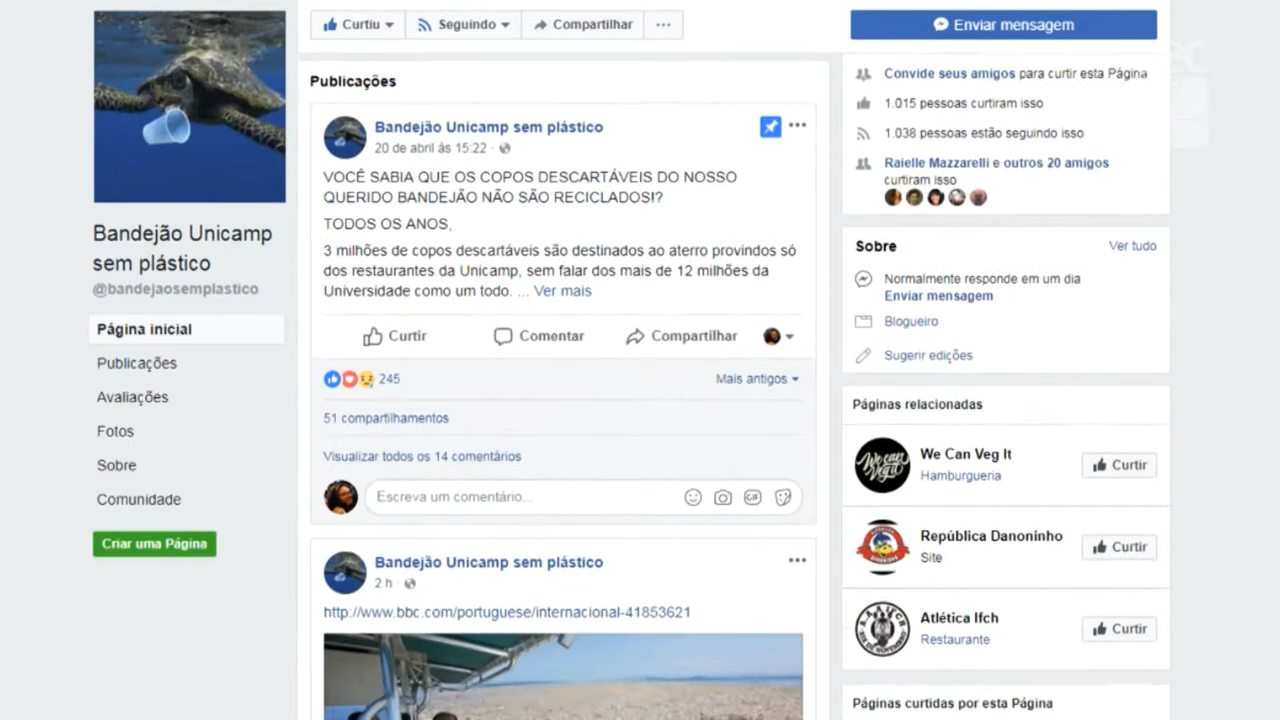 Curtiu
Seguindo
Compartilhar
Enviar mensagem
Publicações
Bandejão Unicamp sem plástico
20 de abril às 15:22
VOCÊ SABIA QUE OS COPOS DESCARTÁVEIS DO NOSSO
QUERIDO BANDEJÃO NÃO SÃO RECICLADOS!?
TODOS OS ANOS,
3 milhões de copos descartáveis são destinados ao aterro provindos só
dos restaurantes da Unicamp, sem falar dos mais de 12 milhões da
Universidade como um todo. ... Ver mais
Curtir
Comentar
Compartilhar
245
Mais antigos
51 compartilhamentos
Visualizar todos os 14 comentários
Escreva um comentário...
GIF
Bandejão Unicamp sem plástico
2 h
http://www.bbc.com/portuguese/internacional-41853621
Bandejão Unicamp
sem plástico
@bandejaosemplastico
Página inicial
Publicações
Avaliações
Fotos
Sobre
Comunidade
Criar uma Página
Convide seus amigos para curtir esta Página
1.015 pessoas curtiram isso
1.038 pessoas estão seguindo isso
Raielle Mazzarelli e outros 20 amigos
curtiram isso
Sobre
Ver tudo
Normalmente responde em um dia
Enviar mensagem
Blogueiro
Sugerir edições
Páginas relacionadas
We can
Veg it
We Can Veg It
Hamburgueria
Curtir
República Danoninho
Site
Curtir
Atlética Ifch
Restaurante
Curtir
Páginas curtidas por esta Página